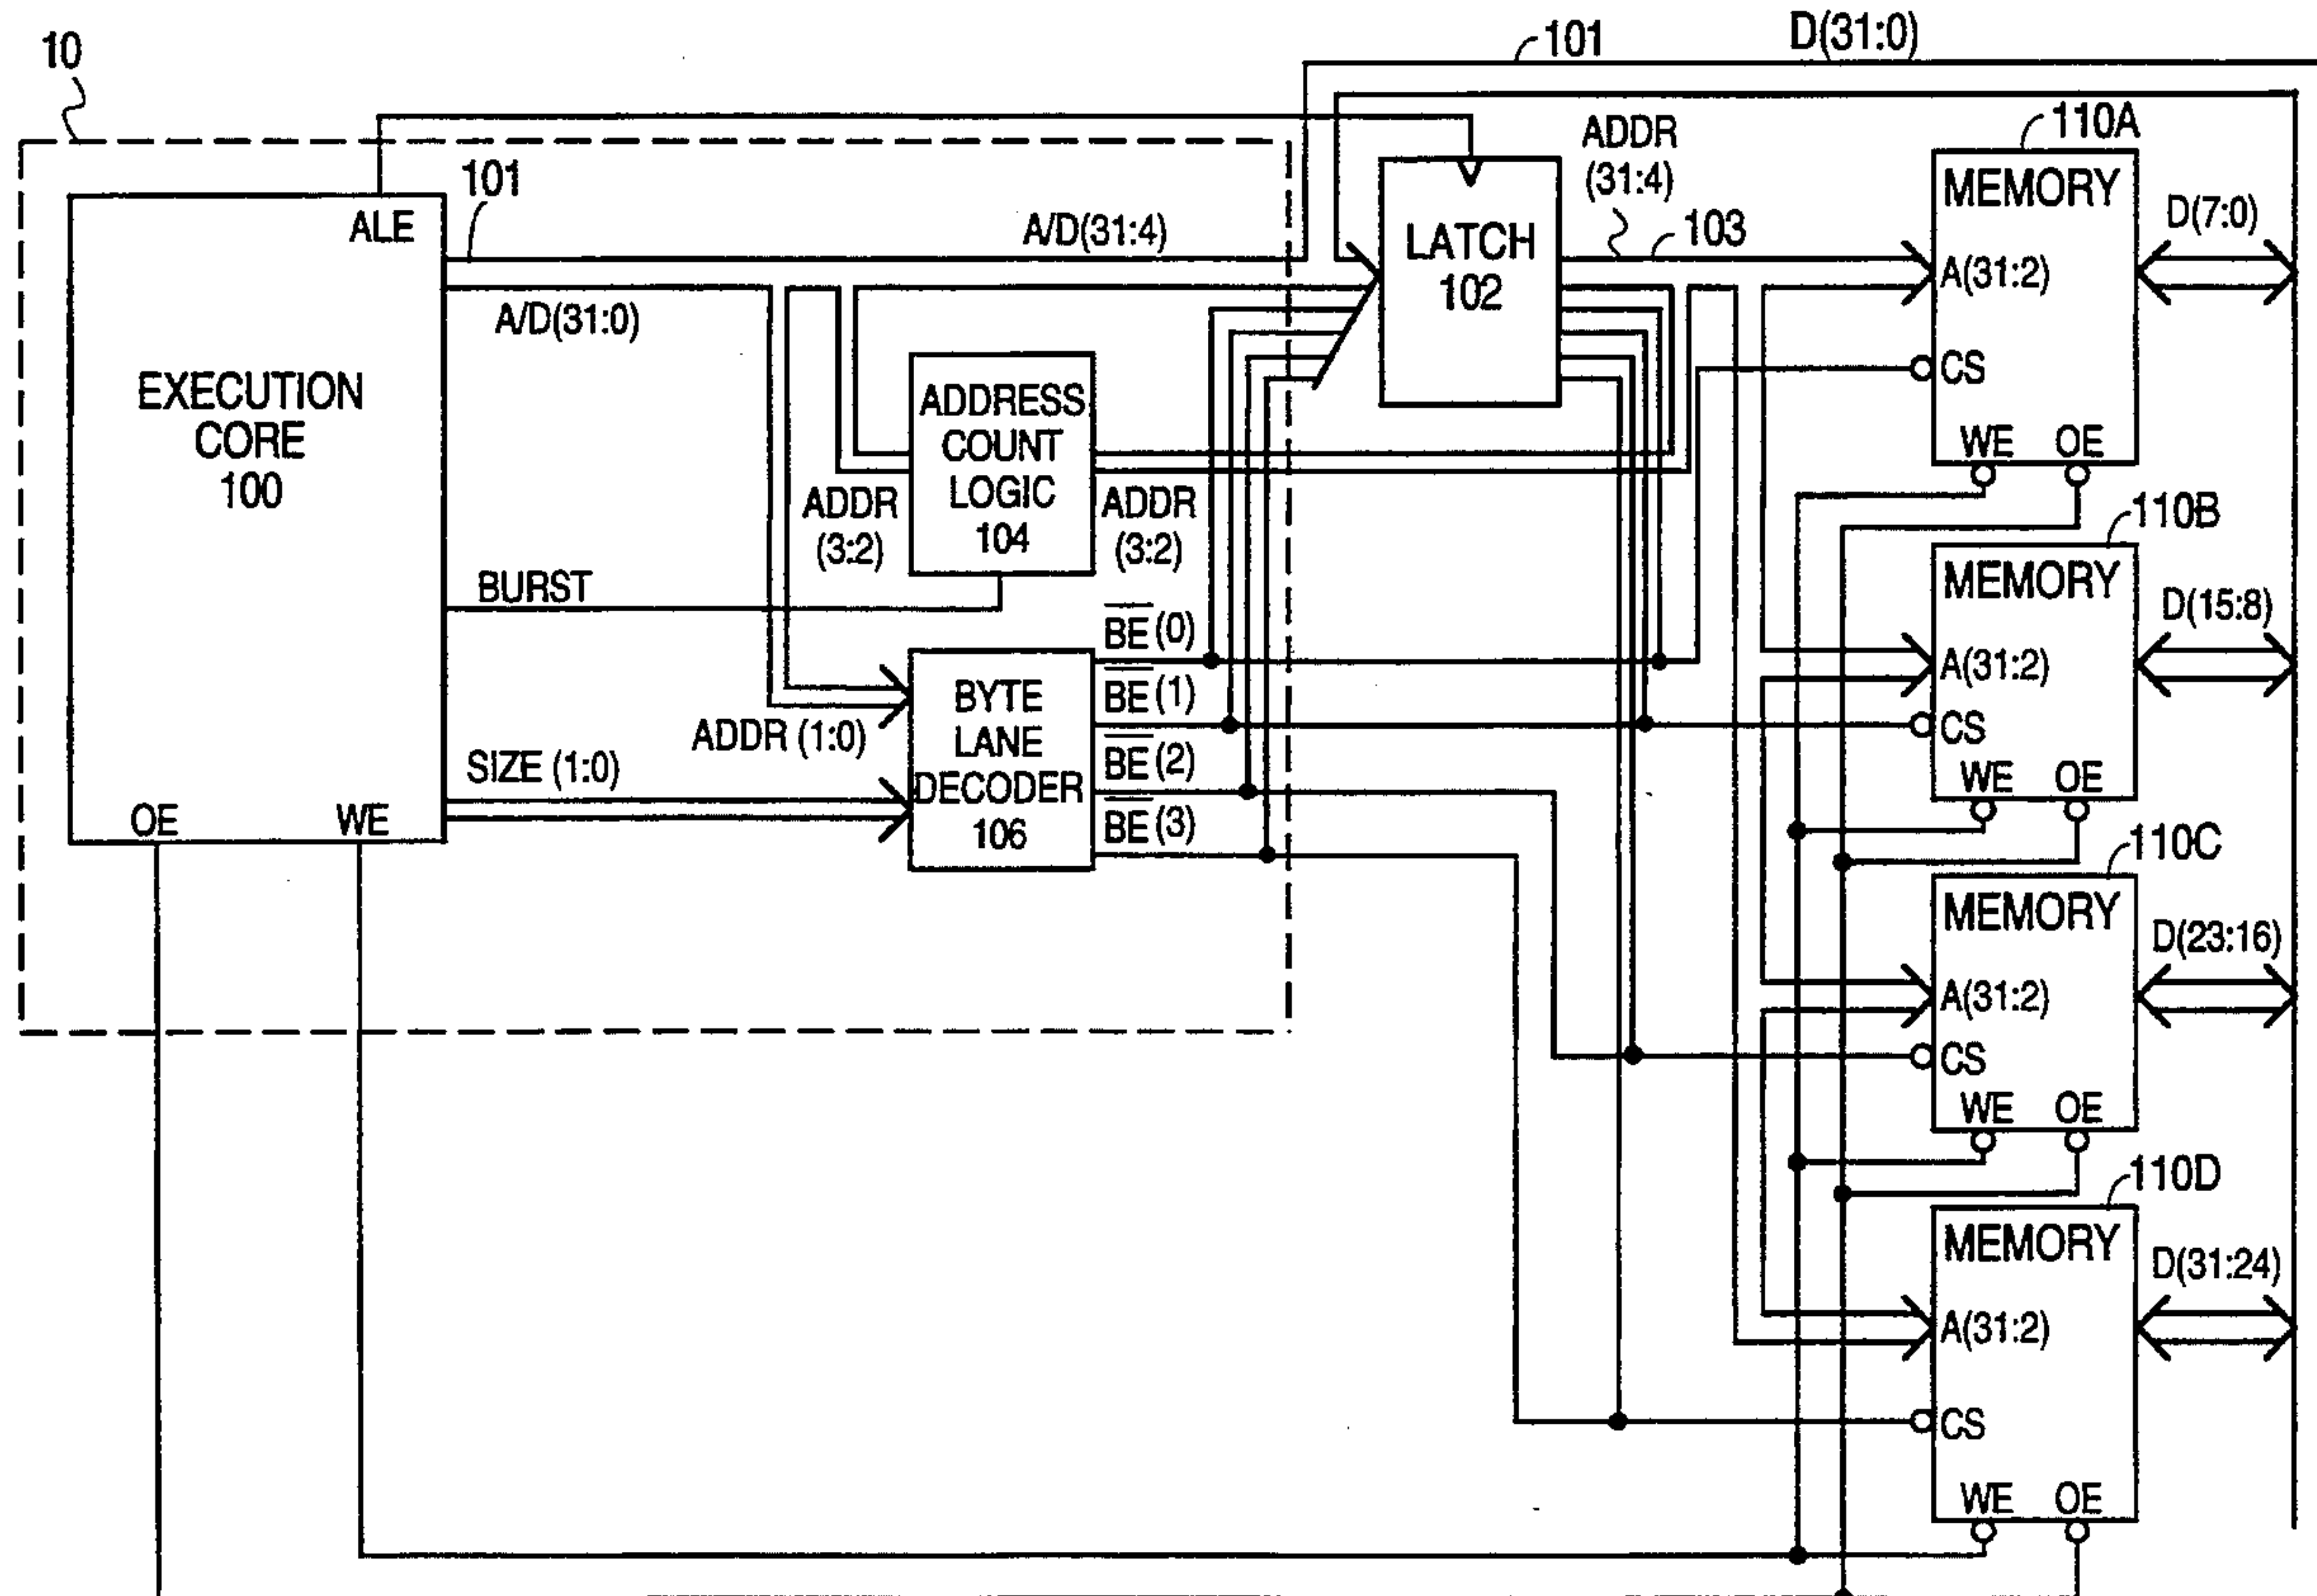 10
101
D(31:0)
110A
ADDR
(31:4)
103
MEMORY
D(7:0)
A(31:2)
CS
WE OE
101
ALE
A/D(31:4)
A/D(31:0)
LATCH
102
EXECUTION
CORE
100
ADDRESS
COUNT
LOGIC
104
ADDR
(3:2)
ADDR
(3:2)
BURST
BE (0)
BE (1)
BE (2)
BE (3)
BYTE
LANE
DECODER
106
ADDR (1:0)
SIZE (1:0)
OE
WE
110B
MEMORY
D(15:8)
A(31:2)
CS
WE OE
110C
MEMORY
D(23:16)
A(31:2)
CS
WE OE
110D
MEMORY
D(31:24)
A(31:2)
CS
WE OE